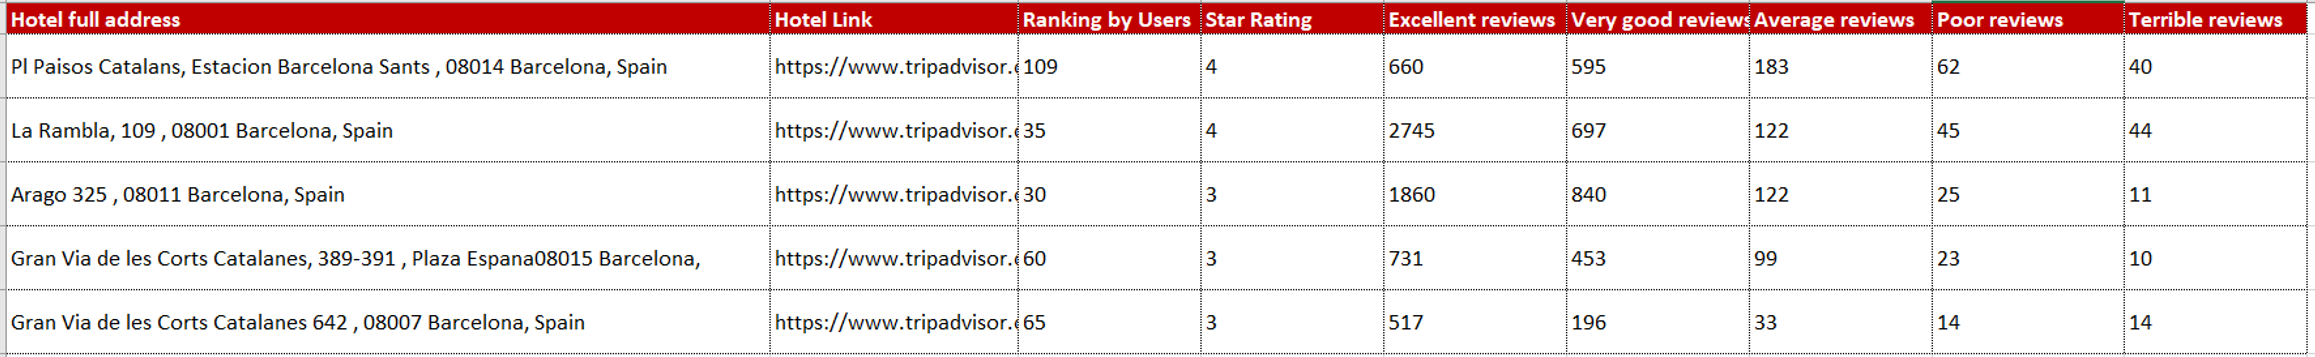 Hotel full address Hotel Link Ranking by Users Star Rating Excellent reviews Very good reviews Average reviews Poor reviews Terrible reviews
Pl Paisos Catalans, Estacion Barcelona Sants , 08014 Barcelona, Spain https://www.tripadvisor. 109 4 660 595 183 62 40
La Rambla, 109 , 08001 Barcelona, Spain https://www.tripadvisor. 35 4 2745 697 122 45 44
Arago 325 , 08011 Barcelona, Spain https://www.tripadvisor. 30 3 1860 840 122 25 11
Gran Via de les Corts Catalanes, 389-391 , Plaza Espana08015 Barcelona, https://www.tripadvisor. 60 3 731 453 99 23 10
Gran Via de les Corts Catalanes 642 , 08007 Barcelona, Spain https://www.tripadvisor. 65 3 517 196 33 14 14